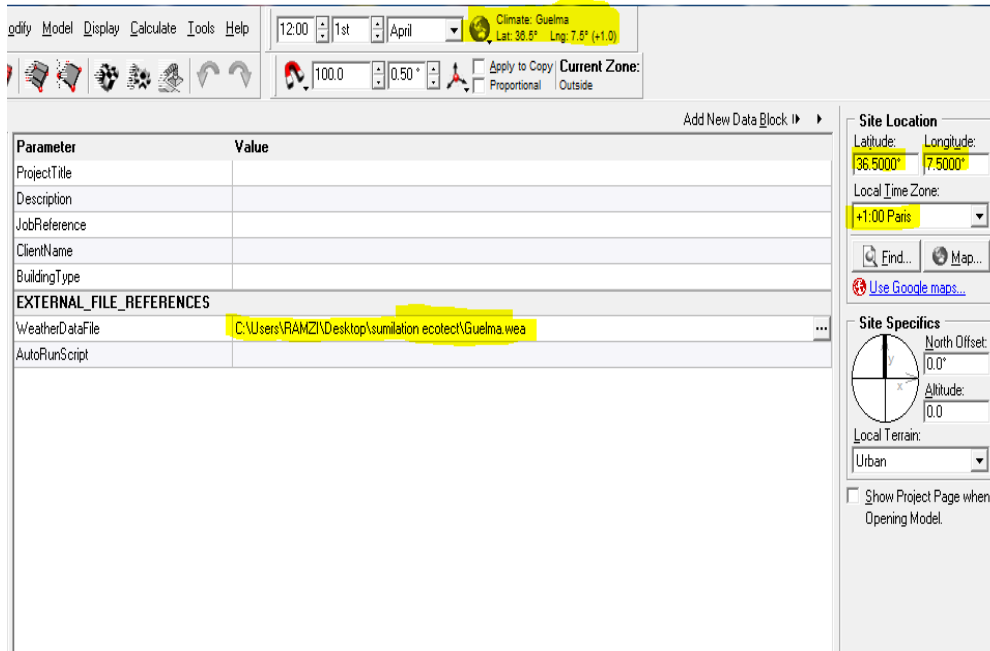 odify Model Display Calculate Tools Help
12:00 1st April
Climate: Guelma
Lat: 36.5° Lng: 7.5° (+1.0)
100.0 0.50 ° Apply to Copy Current Zone:
Proportional Outside
Add New Data Block
Parameter Value
ProjectTitle
Description
JobReference
ClientName
BuildingType
EXTERNAL_FILE_REFERENCES
WeatherDataFile C:\Users\RAMZI\Desktop\sumilation ecotect\Guelma.wea ...
AutoRunScript
Site Location
Latitude: Longitude:
36.5000° 7.5000°
Local Time Zone:
+1:00 Paris
Find... Map...
Use Google maps...
Site Specifics
North Offset:
y
0.0°
x
Altitude:
0.0
Local Terrain:
Urban
Show Project Page when
Opening Model.